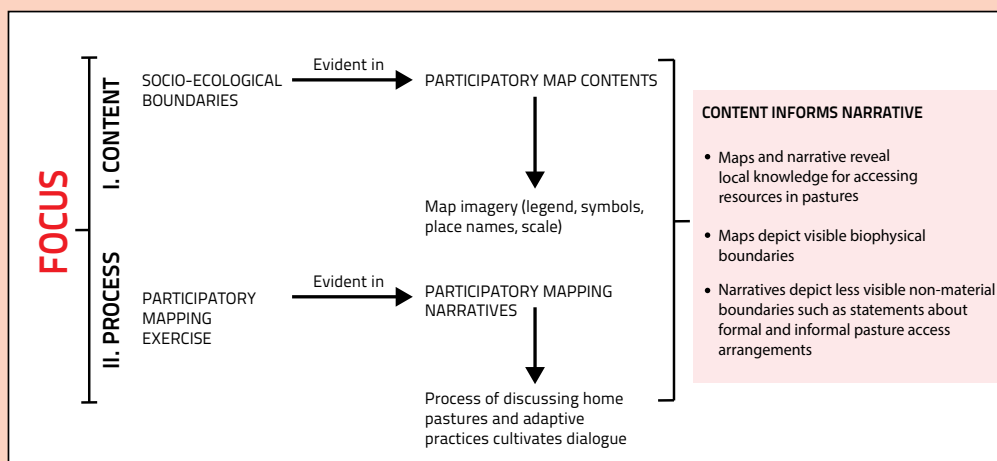 FOCUS
I. CONTENT
SOCIO-ECOLOGICAL
BOUNDARIES
Evident in
PARTICIPATORY MAP CONTENTS
Map imagery (legend, symbols,
place names, scale)
II. PROCESS
PARTICIPATORY
MAPPING
EXERCISE
Evident in
PARTICIPATORY MAPPING
NARRATIVES
Process of discussing home
pastures and adaptive
practices cultivates dialogue
CONTENT INFORMS NARRATIVE
• Maps and narrative reveal
local knowledge for accessing
resources in pastures
• Maps depict visible biophysical
boundaries
• Narratives depict less visible non-material
boundaries such as statements about
formal and informal pasture access
arrangements